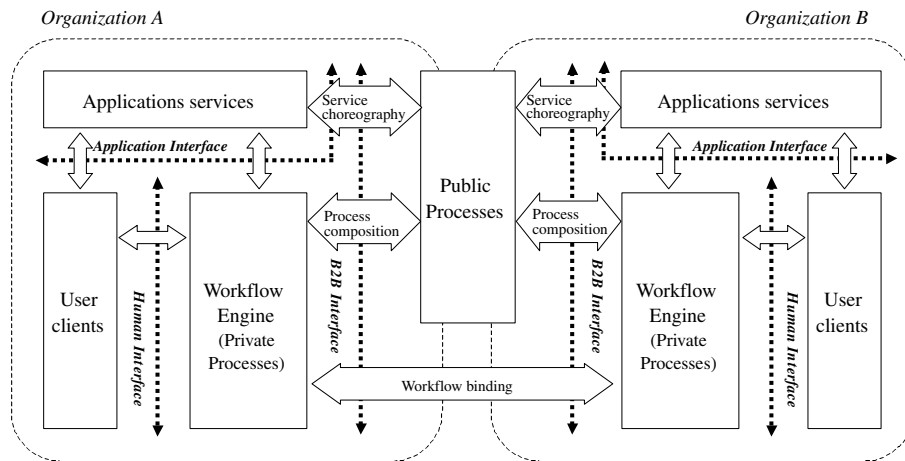 Organization A
Organization B
Applications services
Service
choreography
Service
choreography
Applications services
Application Interface
Application Interface
Public
Processes
Process
composition
Process
composition
User
clients
Human Interface
Workflow
Engine
(Private
Processes)
B2B Interface
B2B Interface
Workflow
Engine
(Private
Processes)
Human Interface
User
clients
Workflow binding